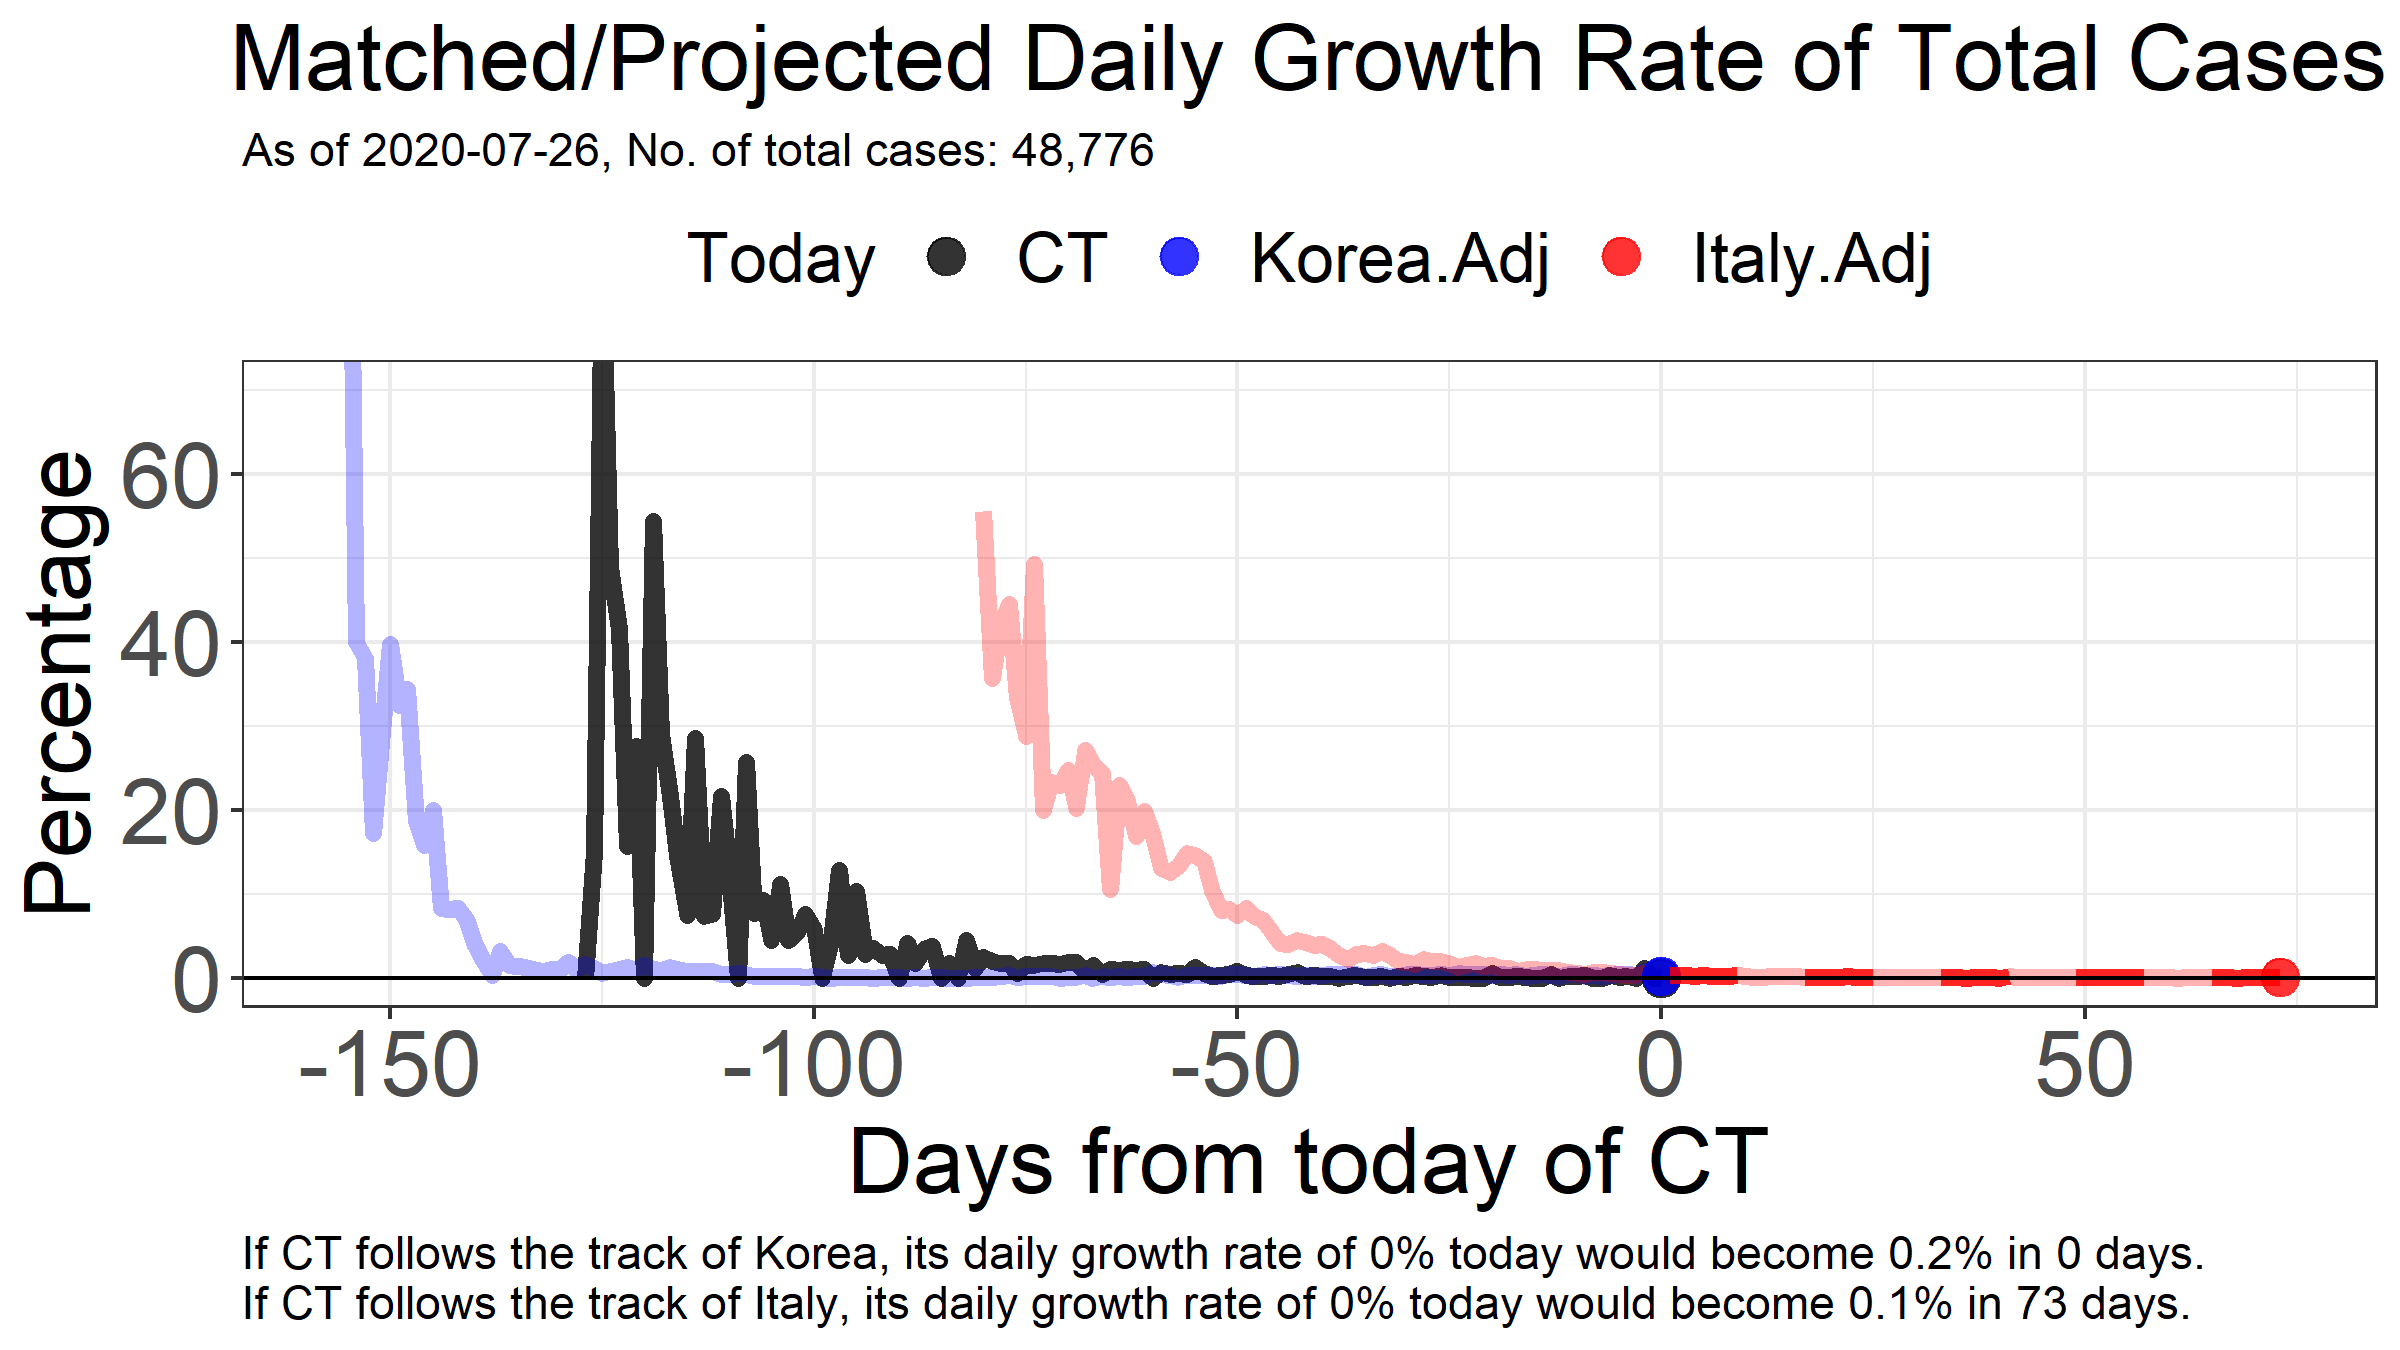 Matched/Projected Daily Growth Rate of Total Cases
As of 2020-07-26, No. of total cases: 48,776
Today CT Korea.Adj Italy.Adj
Percentage
60
40
20
0
-150 -100 -50 0 50
Days from today of CT
If CT follows the track of Korea, its daily growth rate of 0% today would become 0.2% in 0 days.
If CT follows the track of Italy, its daily growth rate of 0% today would become 0.1% in 73 days.